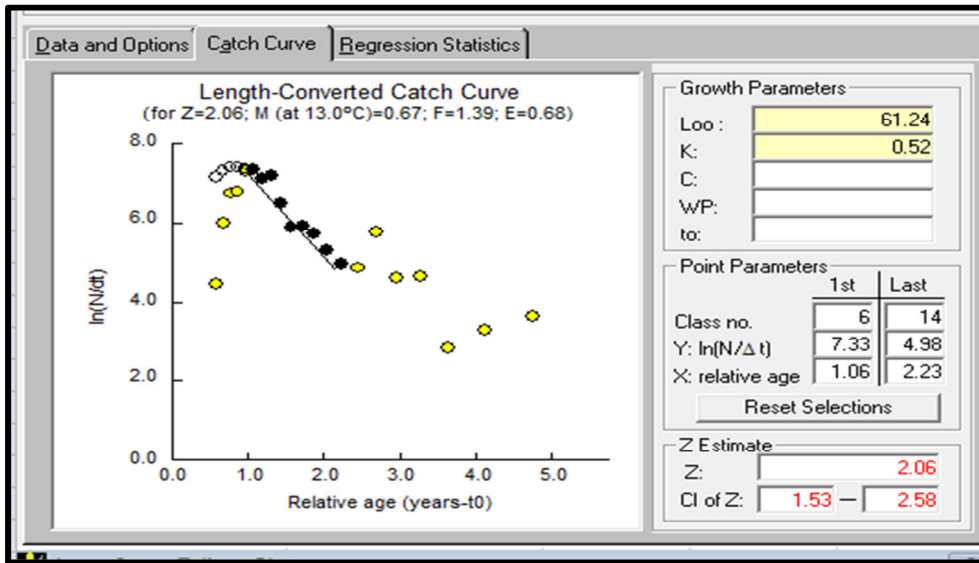 Data and Options
Catch Curve
Regression Statistics
Length-Converted Catch Curve
(for Z=2.06; M (at 13.0ºC)=0.67; F=1.39; E=0.68)
8.0
6.0
4.0
2.0
0.0
ln(N/dt)
0.0 1.0 2.0 3.0 4.0 5.0
Relative age (years-t0)
Growth Parameters
Loo : 61.24
K: 0.52
C:
WP:
to:
Point Parameters
1st Last
Class no. 6 14
Y: ln(N/Δ t) 7.33 4.98
X: relative age 1.06 2.23
Reset Selections
Z Estimate
Z: 2.06
CI of Z: 1.53 — 2.58